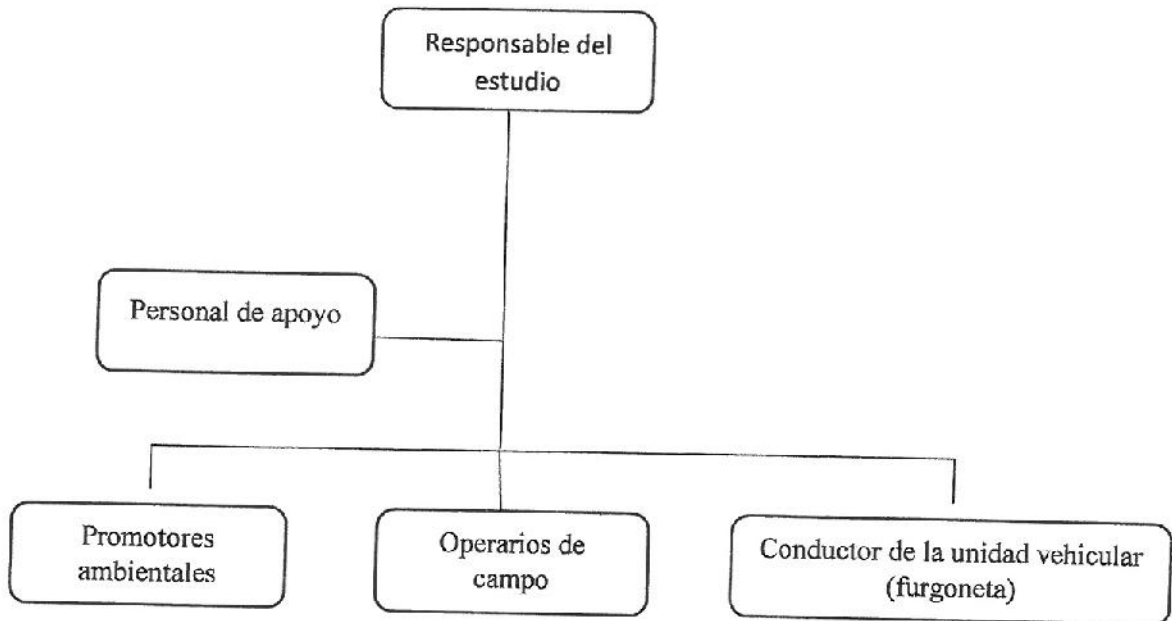 Responsable del
estudio
Personal de apoyo
Promotores
ambientales
Operarios de
campo
Conductor de la unidad vehicular
(furgoneta)